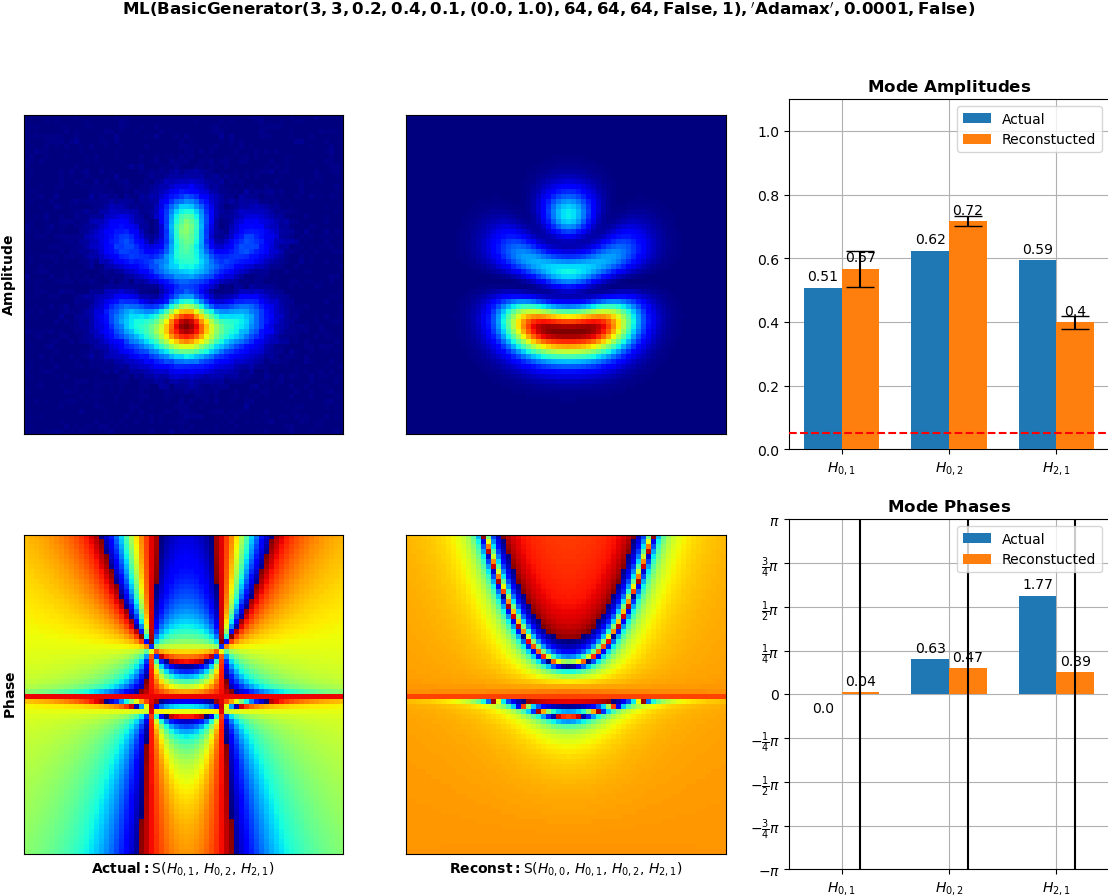 ML(BasicGenerator(3, 3, 0.2, 0.4, 0.1, (0.0, 1.0), 64, 64, 64, False, 1), ′Adamax′, 0.0001, False)
Amplitude
Mode Amplitudes
Actual
Reconstucted
1.0
0.8
0.6
0.4
0.2
0.0
0.51
0.57
0.62
0.72
0.59
0.4
H0,1
H0,2
H2,1
Phase
Actual: S(H0,1, H0,2, H2,1)
Reconst: S(H0,0, H0,1, H0,2, H2,1)
Mode Phases
Actual
Reconstucted
π
3/4π
1/2π
1/4π
0
−1/4π
−1/2π
−3/4π
−π
0.0
0.04
0.63
0.47
1.77
0.39
H0,1
H0,2
H2,1